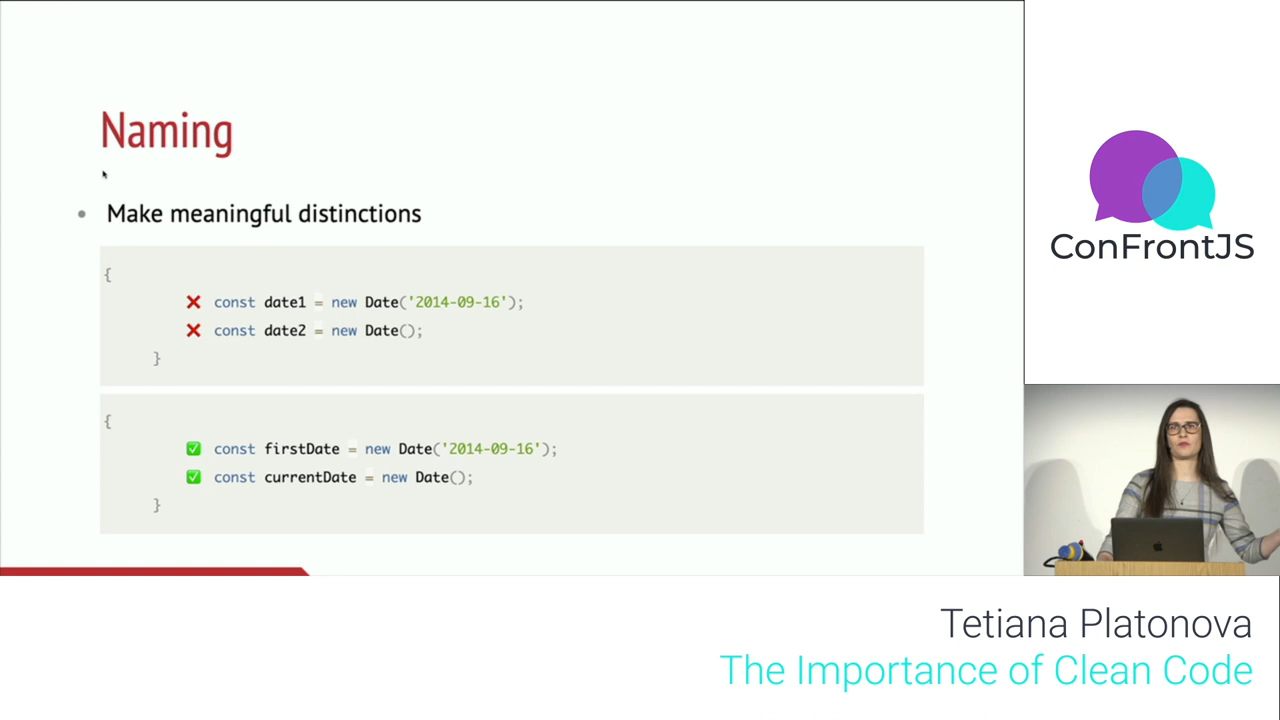 Naming
• Make meaningful distinctions
{
❌ const date1 = new Date('2014-09-16');
❌ const date2 = new Date();
}
{
✅ const firstDate = new Date('2014-09-16');
✅ const currentDate = new Date();
}
ConFrontJS
Tetiana Platonova
The Importance of Clean Code